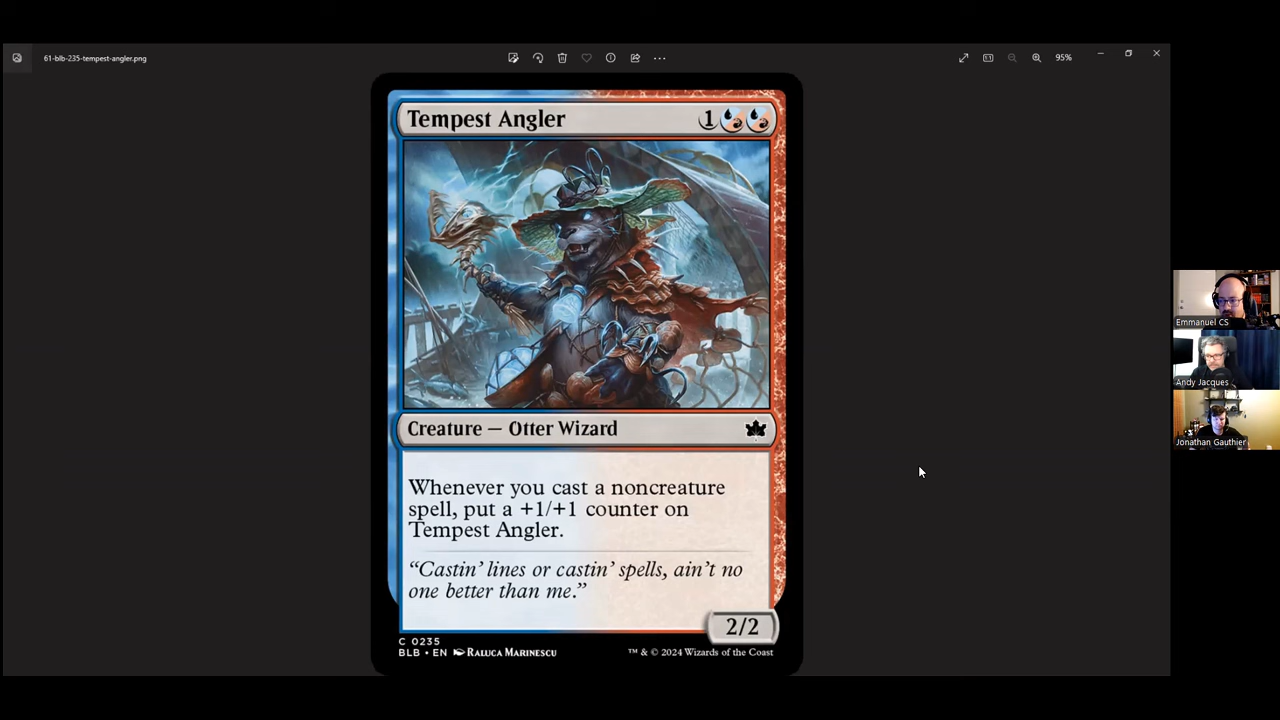 61-blb-235-tempest-angler.png
95%
Tempest Angler 1
Creature — Otter Wizard
Whenever you cast a noncreature
spell, put a +1/+1 counter on
Tempest Angler.
“Castin’ lines or castin’ spells, ain’t no
one better than me.”
2/2
C 0235
BLB • EN Raluca Marinescu
™ & © 2024 Wizards of the Coast
Emmanuel CS
Andy Jacques
Jonathan Gauthier